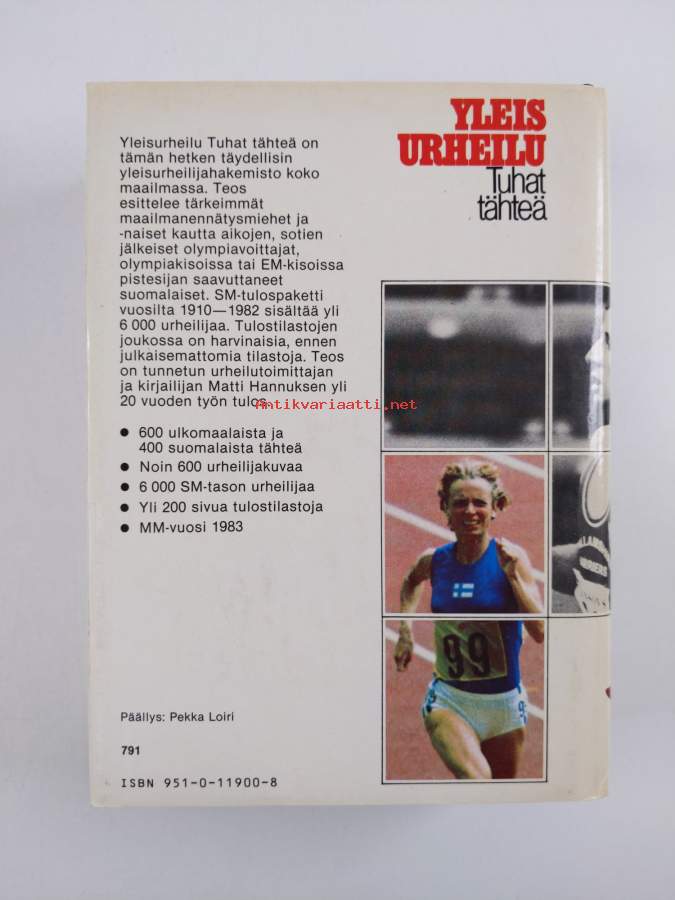 YLEIS
URHEILU
Tuhat
tähteä
Yleisurheilu Tuhat tähteä on
tämän hetken täydellisin
yleisurheilijahakemisto koko
maailmassa. Teos
esittelee tärkeimmät
maailmanennätysmiehet ja
-naiset kautta aikojen, sotien
jälkeiset olympiavoittajat,
olympiakisoissa tai EM-kisoissa
pistesijan saavuttaneet
suomalaiset. SM-tulospaketti
vuosilta 1910—1982 sisältää yli
6 000 urheilijaa. Tulostilastojen
joukossa on harvinaisia, ennen
julkaisemattomia tilastoja. Teos
on tunnetun urheilutoimittajan
ja kirjailijan Matti Hannuksen yli
20 vuoden työn tulos.
Antikvariaatti.net
● 600 ulkomaalaista ja
400 suomalaista tähteä
● Noin 600 urheilijakuvaa
● 6 000 SM-tason urheilijaa
● Yli 200 sivua tulostilastoja
● MM-vuosi 1983
99
Päällys: Pekka Loiri
791
ISBN 951-0-11900-8